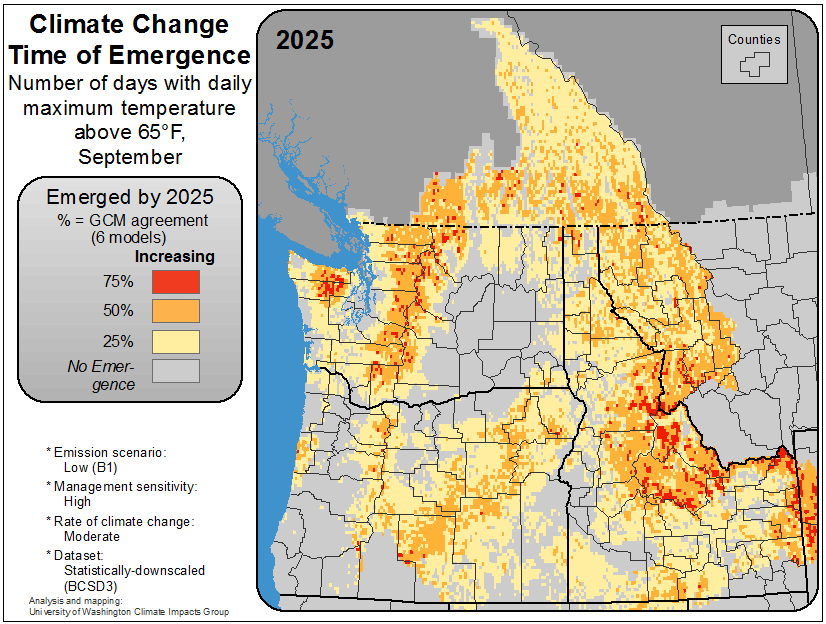 Climate Change
Time of Emergence
Number of days with daily
maximum temperature
above 65°F,
September
Emerged by 2025
% = GCM agreement
(6 models)
Increasing
75%
50%
25%
No Emer-
gence
* Emission scenario:
Low (B1)
* Management sensitivity:
High
* Rate of climate change:
Moderate
* Dataset:
Statistically-downscaled
(BCSD3)
Analysis and mapping:
University of Washington Climate Impacts Group
2025
Counties